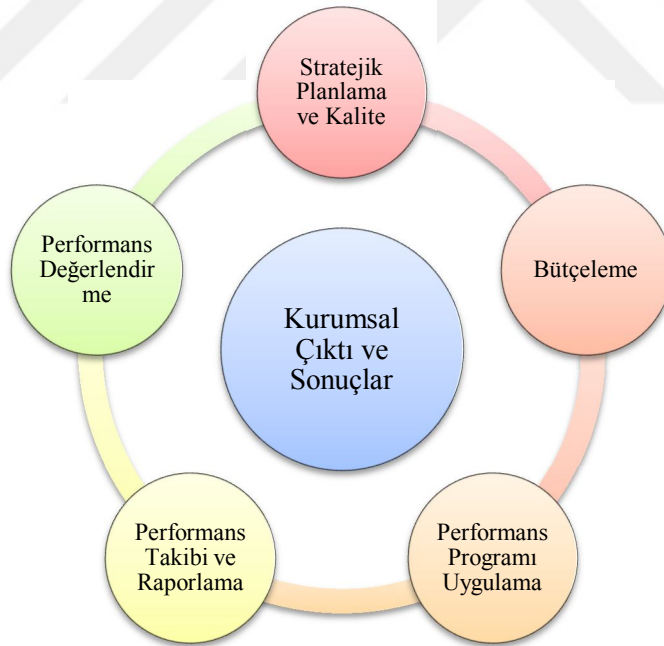 Stratejik
Planlama
ve Kalite
Bütçeleme
Performans
Programı
Uygulama
Performans
Takibi ve
Raporlama
Performans
Değerlendir
me
Kurumsal
Çıktı ve
Sonuçlar